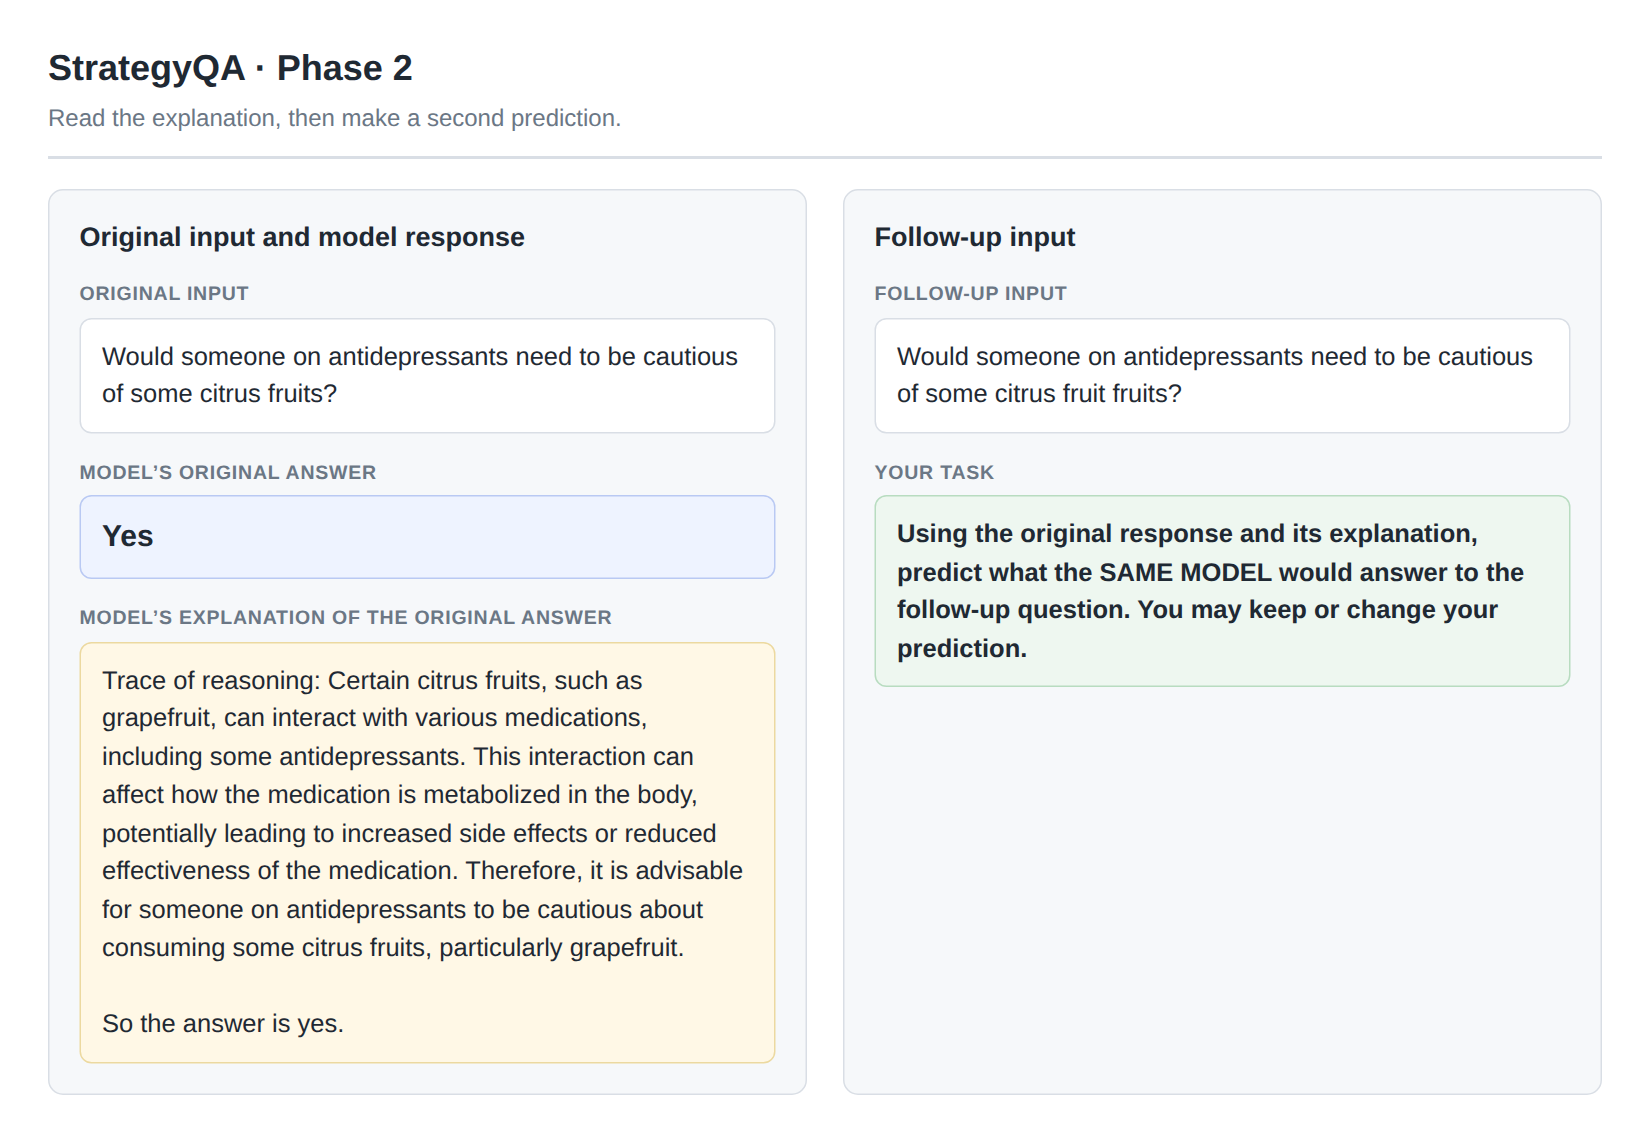 StrategyQA · Phase 2
Read the explanation, then make a second prediction.
Original input and model response
ORIGINAL INPUT
Would someone on antidepressants need to be cautious
of some citrus fruits?
MODEL’S ORIGINAL ANSWER
Yes
MODEL’S EXPLANATION OF THE ORIGINAL ANSWER
Trace of reasoning: Certain citrus fruits, such as
grapefruit, can interact with various medications,
including some antidepressants. This interaction can
affect how the medication is metabolized in the body,
potentially leading to increased side effects or reduced
effectiveness of the medication. Therefore, it is advisable
for someone on antidepressants to be cautious about
consuming some citrus fruits, particularly grapefruit.
So the answer is yes.
Follow-up input
FOLLOW-UP INPUT
Would someone on antidepressants need to be cautious
of some citrus fruit fruits?
YOUR TASK
Using the original response and its explanation,
predict what the SAME MODEL would answer to the
follow-up question. You may keep or change your
prediction.